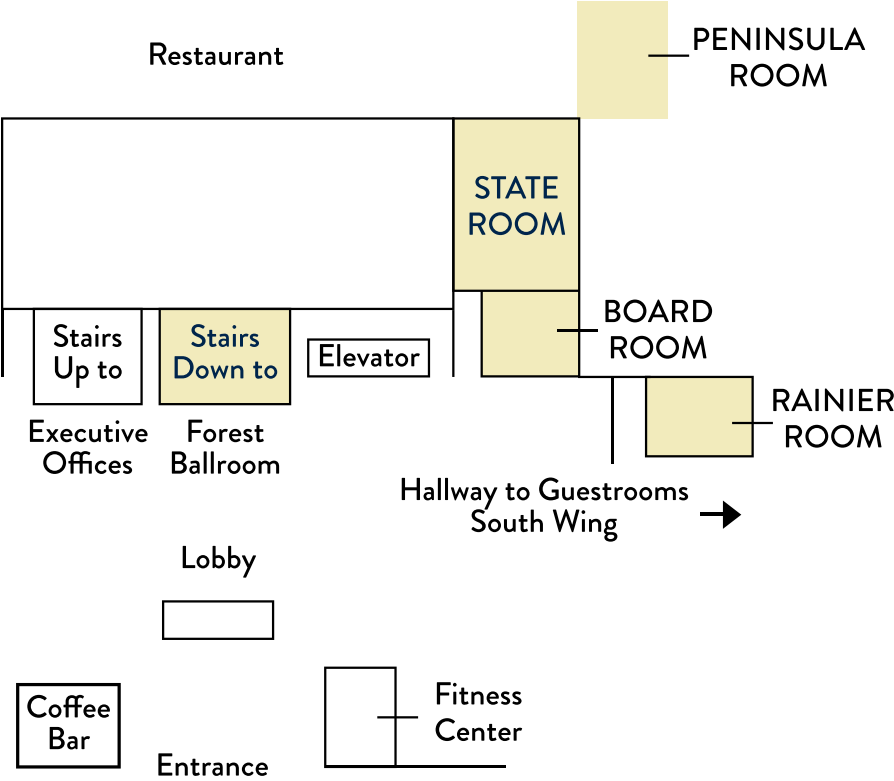 Restaurant
PENINSULA
ROOM
STATE
ROOM
BOARD
ROOM
Stairs
Up to
Stairs
Down to
Elevator
RAINIER
ROOM
Executive
Offices
Forest
Ballroom
Hallway to Guestrooms
South Wing
Lobby
Fitness
Center
Coffee
Bar
Entrance